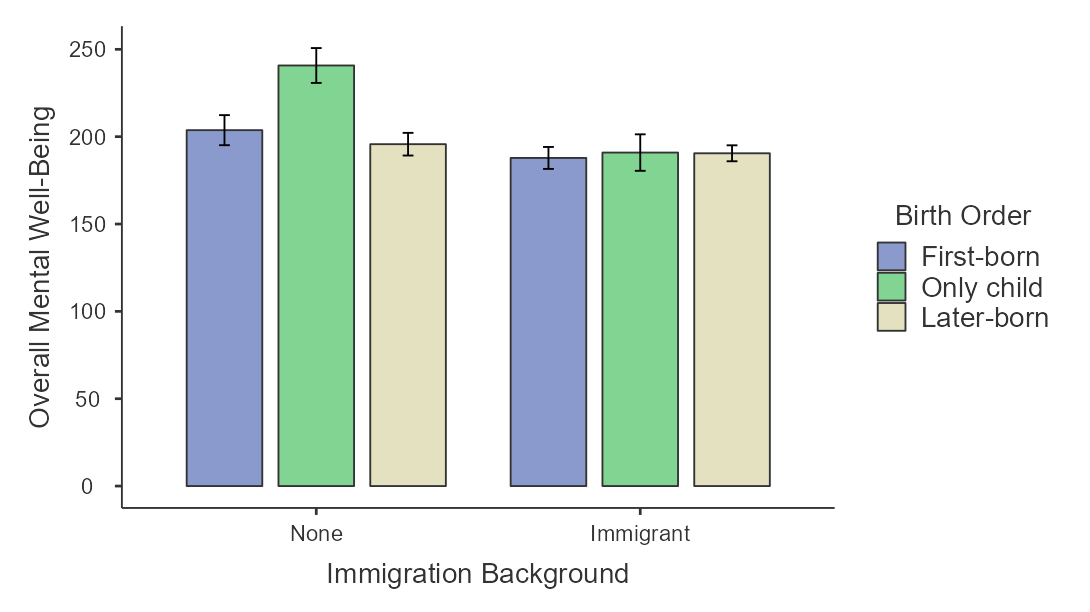 250
200
150
100
50
0
Overall Mental Well-Being
None
Immigrant
Immigration Background
Birth Order
First-born
Only child
Later-born